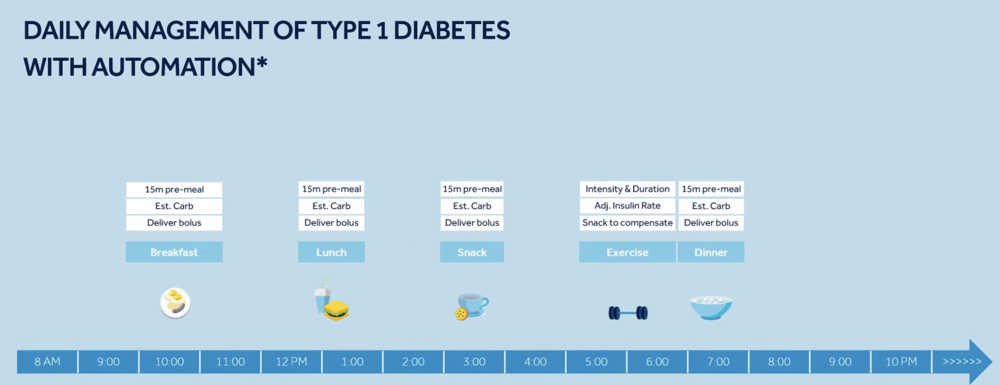 DAILY MANAGEMENT OF TYPE 1 DIABETES
WITH AUTOMATION*
15m pre-meal
Est. Carb
Deliver bolus
Breakfast
15m pre-meal
Est. Carb
Deliver bolus
Lunch
15m pre-meal
Est. Carb
Deliver bolus
Snack
Intensity & Duration
Adj. Insulin Rate
Snack to compensate
Exercise
15m pre-meal
Est. Carb
Deliver bolus
Dinner
8 AM 9:00 10:00 11:00 12 PM 1:00 2:00 3:00 4:00 5:00 6:00 7:00 8:00 9:00 10 PM >>>>>>